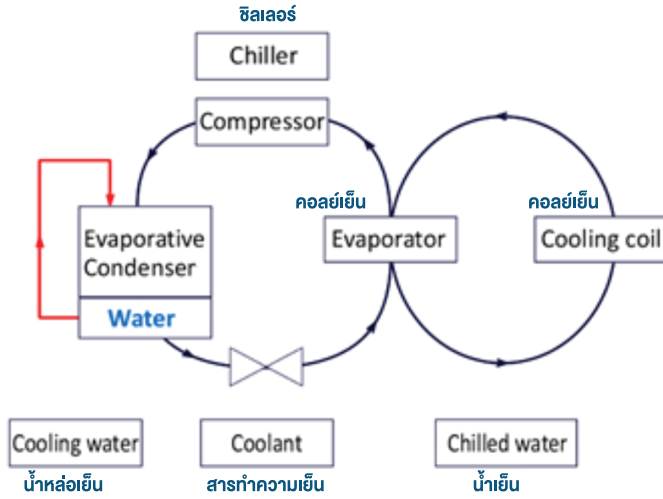 ชิลเลอร์
Chiller
Compressor
คอลย์เย็น
คอลย์เย็น
Evaporative
Condenser
Evaporator
Cooling coil
Water
Cooling water
Coolant
Chilled water
น้ำหล่อเย็น
สารทำความเย็น
น้ำเย็น